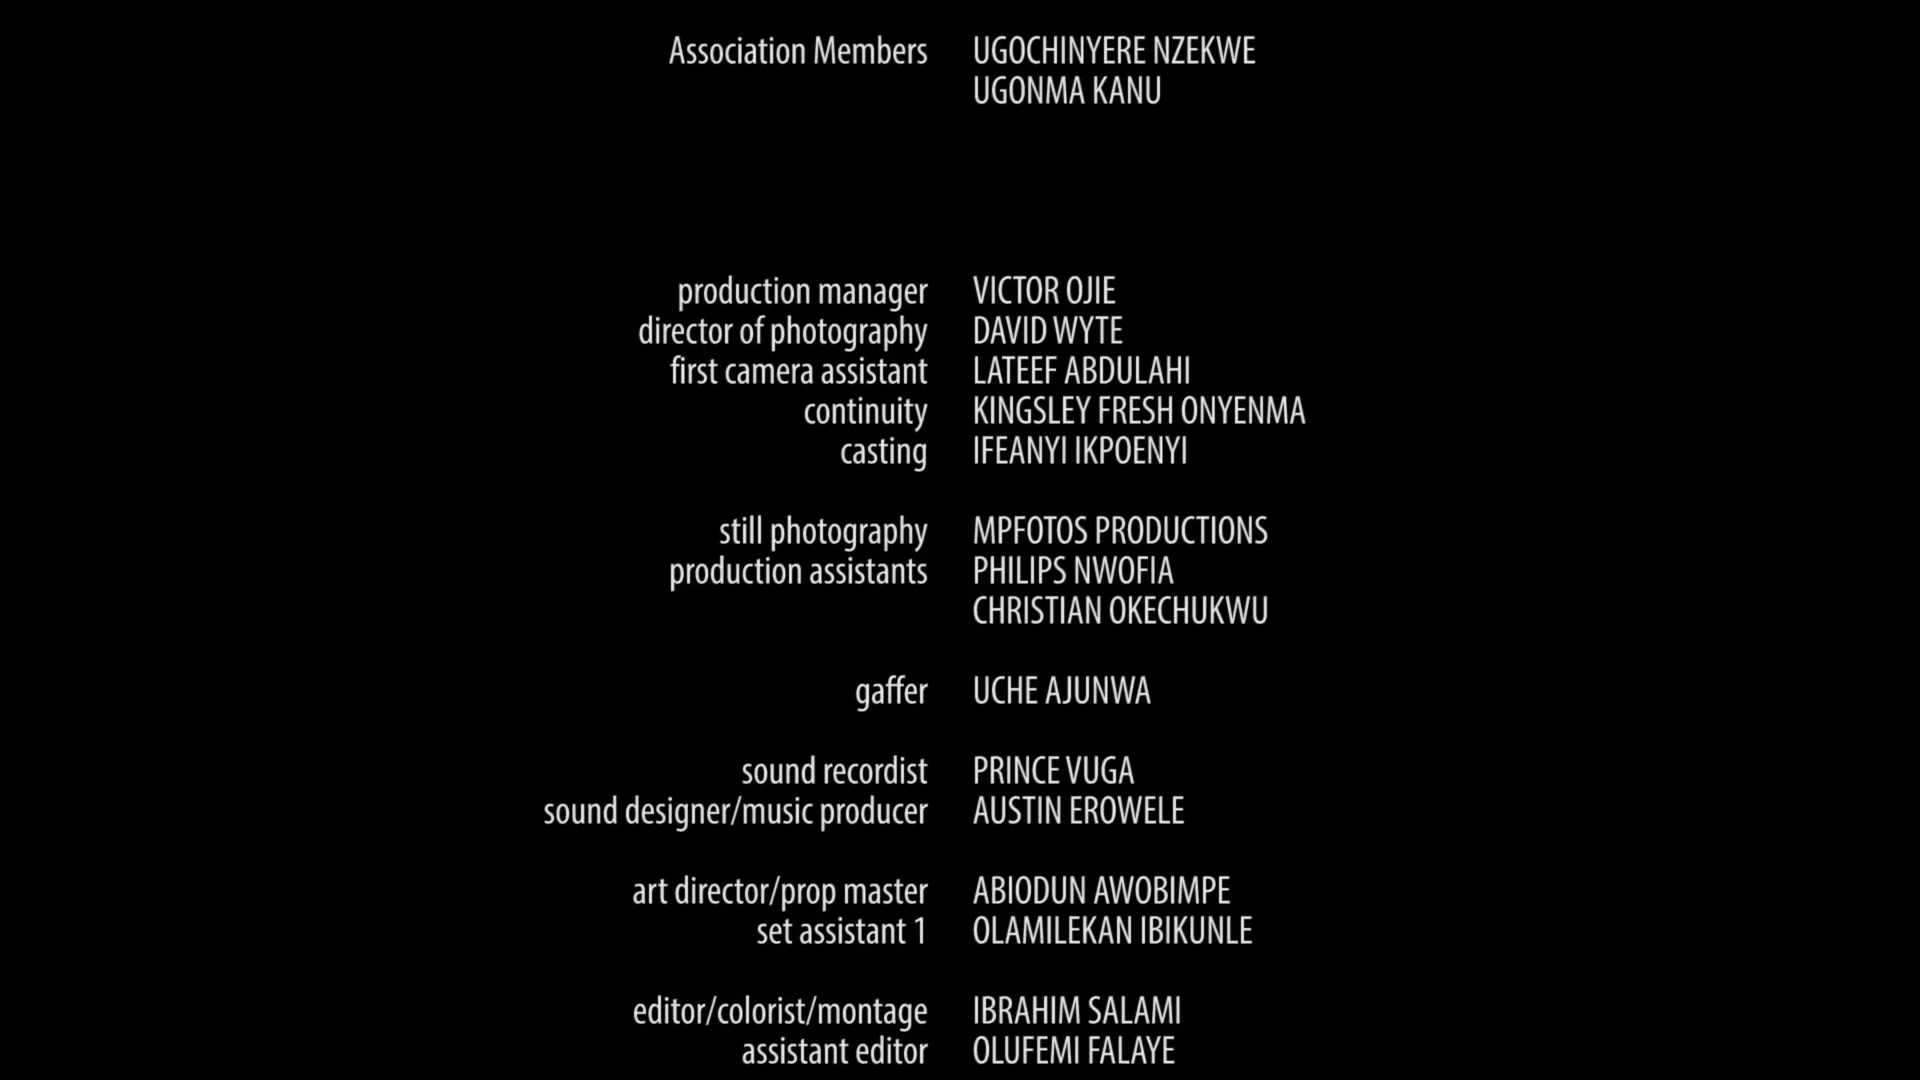 Association Members UGOCHINYERE NZEKWE
UGONMA KANU
production manager VICTOR OJIE
director of photography DAVID WYTE
first camera assistant LATEEF ABDULAHI
continuity KINGSLEY FRESH ONYENMA
casting IFEANYI IKPOENYI
still photography MPFOTOS PRODUCTIONS
production assistants PHILIPS NWOFIA
CHRISTIAN OKECHUKWU
gaffer UCHE AJUNWA
sound recordist PRINCE VUGA
sound designer/music producer AUSTIN EROWELE
art director/prop master ABIODUN AWOBIMPE
set assistant 1 OLAMILEKAN IBIKUNLE
editor/colorist/montage IBRAHIM SALAMI
assistant editor OLUFEMI FALAYE